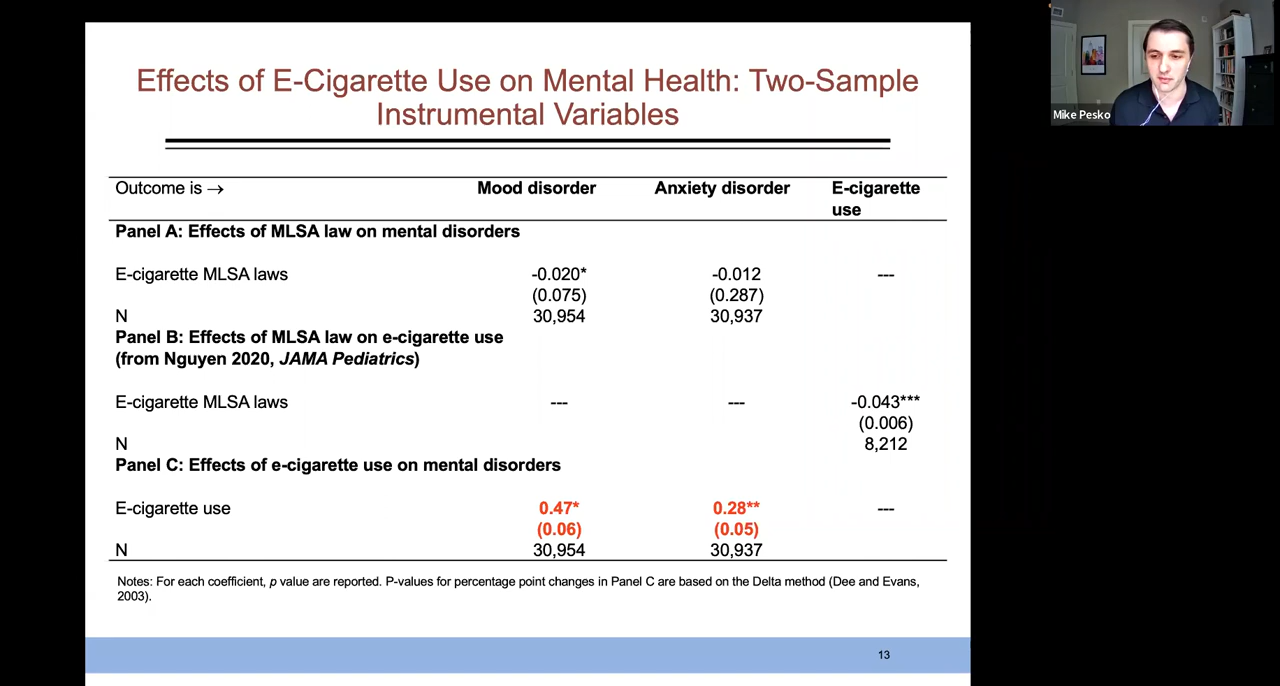 Effects of E-Cigarette Use on Mental Health: Two-Sample
Instrumental Variables
Mike Pesko
Outcome is → Mood disorder Anxiety disorder E-cigarette
use
Panel A: Effects of MLSA law on mental disorders
E-cigarette MLSA laws -0.020* -0.012 ---
(0.075) (0.287)
N 30,954 30,937
Panel B: Effects of MLSA law on e-cigarette use
(from Nguyen 2020, JAMA Pediatrics)
E-cigarette MLSA laws --- --- -0.043***
(0.006)
N 8,212
Panel C: Effects of e-cigarette use on mental disorders
E-cigarette use 0.47* 0.28** ---
(0.06) (0.05)
N 30,954 30,937
Notes: For each coefficient, p value are reported. P-values for percentage point changes in Panel C are based on the Delta method (Dee and Evans,
2003).
13